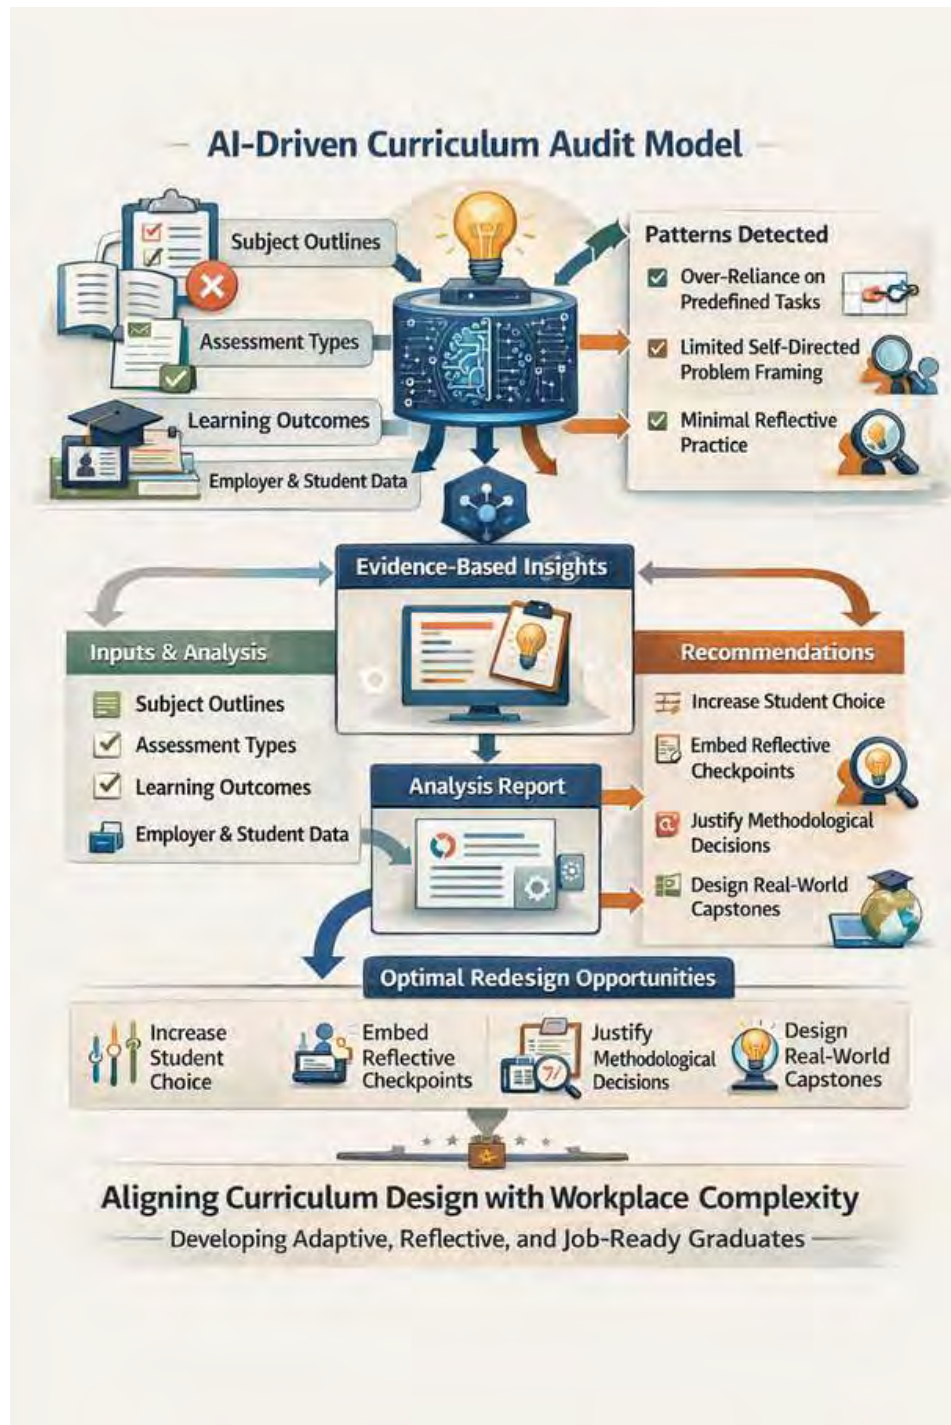 AI-Driven Curriculum Audit Model
Subject Outlines
Assessment Types
Learning Outcomes
Employer & Student Data
Patterns Detected
Over-Reliance on
Predefined Tasks
Limited Self-Directed
Problem Framing
Minimal Reflective
Practice
Evidence-Based Insights
Inputs & Analysis
Subject Outlines
Assessment Types
Learning Outcomes
Employer & Student Data
Analysis Report
Recommendations
Increase Student Choice
Embed Reflective
Checkpoints
Justify Methodological
Decisions
Design Real-World
Capstones
Optimal Redesign Opportunities
Increase
Student
Choice
Embed
Reflective
Checkpoints
Justify
Methodological
Decisions
Design
Real-World
Capstones
Aligning Curriculum Design with Workplace Complexity
Developing Adaptive, Reflective, and Job-Ready Graduates